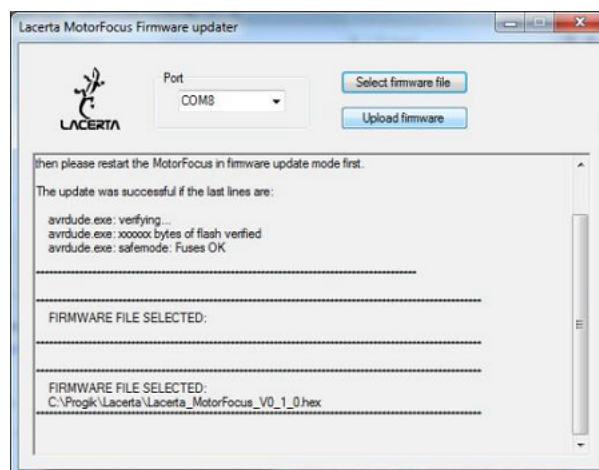 Lacerta MotorFocus Firmware updater
Port
COM8
Select firmware file
Upload firmware
LACERTA
then please restart the MotorFocus in firmware update mode first.
The update was successful if the last lines are:
avrdude.exe: verifying...
avrdude.exe: xxxxxx bytes of flash verified
avrdude.exe: safemode: Fuses OK
FIRMWARE FILE SELECTED:
FIRMWARE FILE SELECTED:
C:\Progik\Lacerta\Lacerta_MotorFocus_V0_1_0.hex